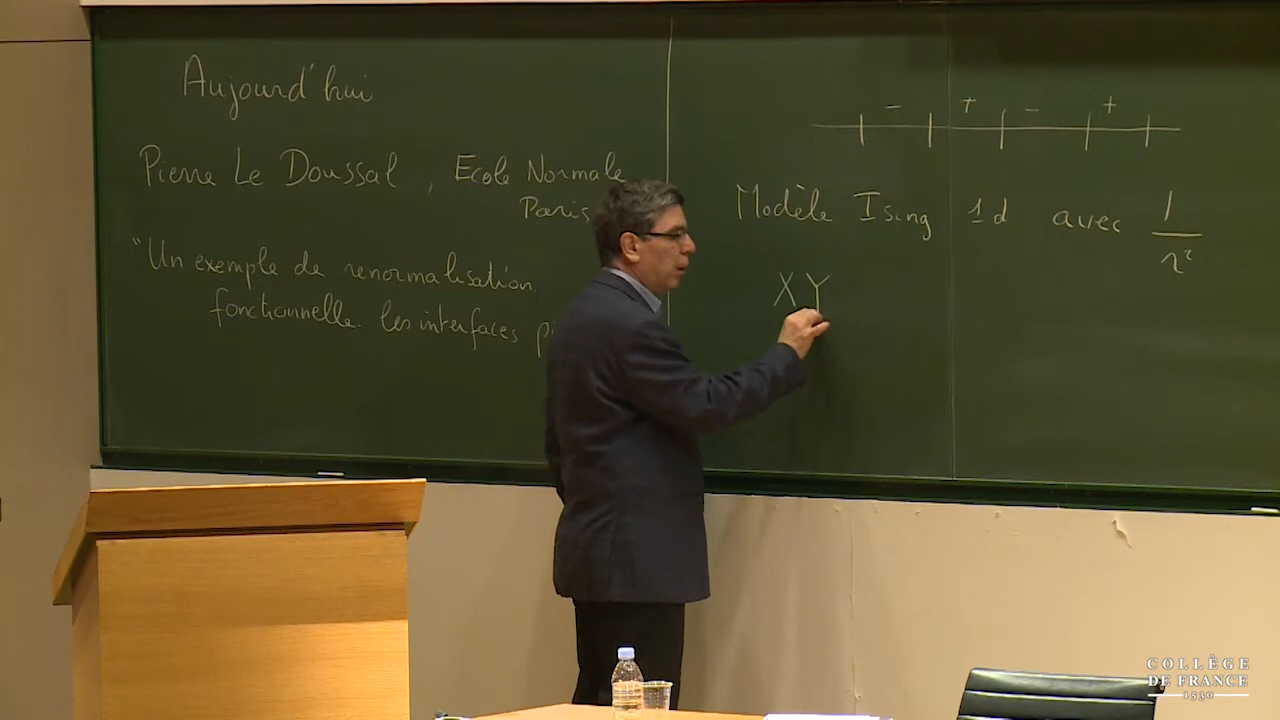 Aujourd'hui
Pierre Le Doussal, Ecole Normale
Paris
"Un exemple de renormalisation
fonctionnelle. les interfaces
- + - +
Modèle Ising 1d avec 1/r²
XY
COLLÈGE
DE FRANCE
1530